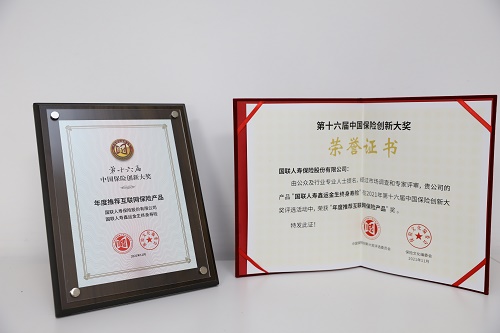 第十六届
中国保险创新大奖
年度推荐互联网保险产品
国联人寿保险股份有限公司
国联人寿鑫运金生终身寿险
第十六届中国保险创新大奖
荣誉证书
国联人寿保险股份有限公司:
由公众及行业专业人士提名，经过市场调查和专家评审，贵公司的
产品"国联人寿鑫运金生终身寿险"在2021年第十六届中国保险创新大
奖评选活动中，荣获"年度推荐互联网保险产品"奖。
特发此证！